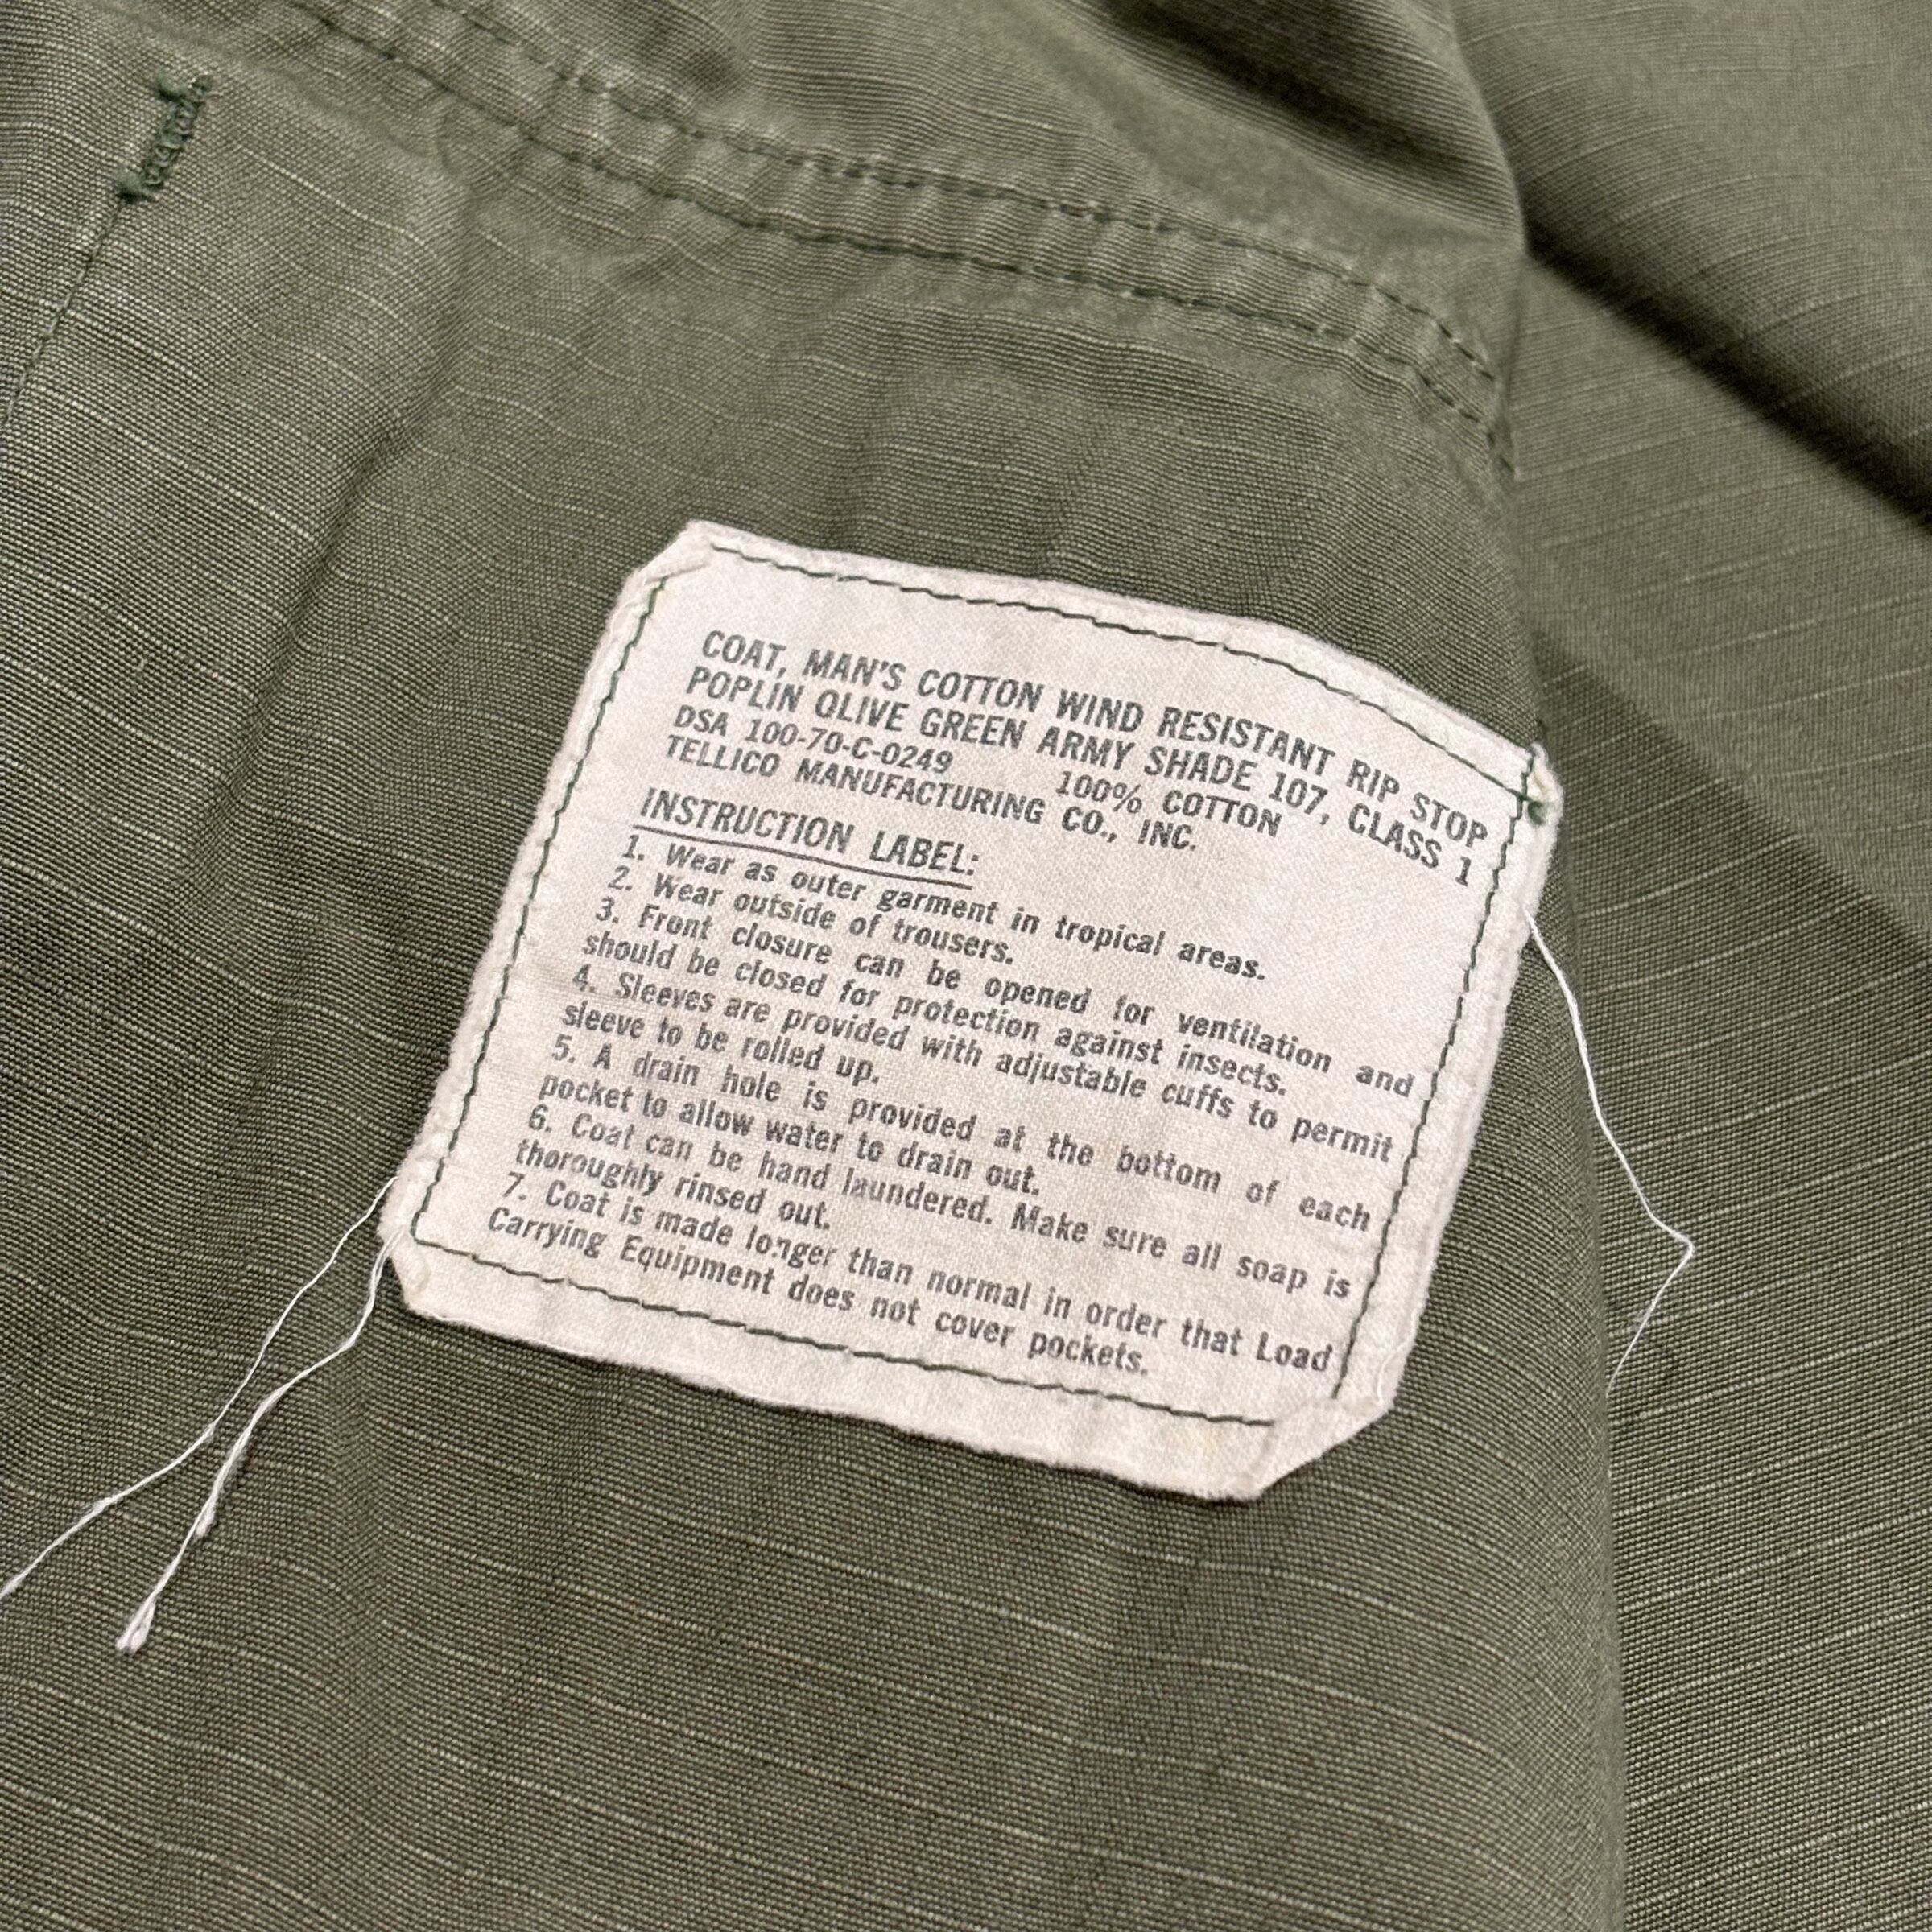 COAT, MAN'S COTTON WIND RESISTANT RIP STOP
POPLIN OLIVE GREEN ARMY SHADE 107, CLASS 1
DSA 100-70-C-0249 100% COTTON
TELLICO MANUFACTURING CO., INC.
INSTRUCTION LABEL:
1. Wear as outer garment in tropical areas.
2. Wear outside of trousers.
3. Front closure can be opened for ventilation and
should be closed for protection against insects.
4. Sleeves are provided with adjustable cuffs to permit
sleeve to be rolled up.
5. A drain hole is provided at the bottom of each
pocket to allow water to drain out.
6. Coat can be hand laundered. Make sure all soap is
thoroughly rinsed out.
7. Coat is made longer than normal in order that Load
Carrying Equipment does not cover pockets.